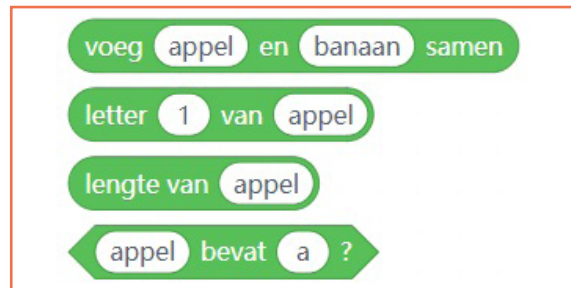 voeg appel en banaan samen
letter 1 van appel
lengte van appel
appel bevat a ?